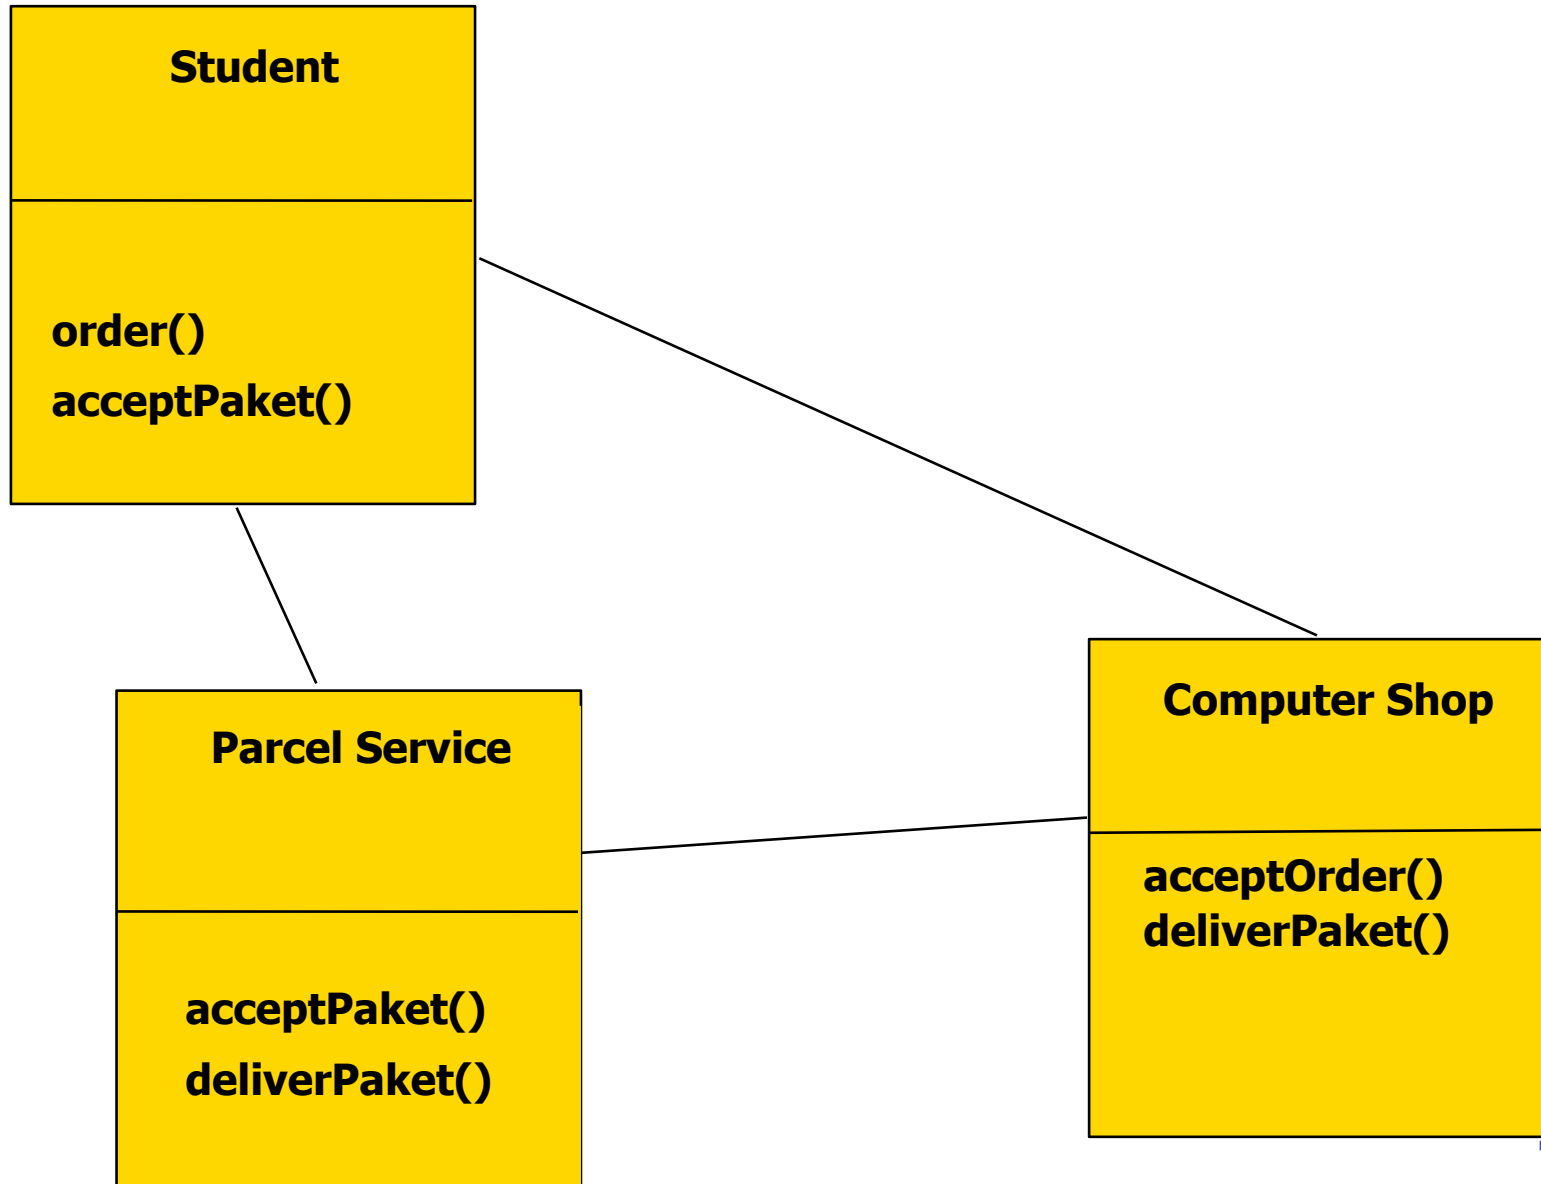 Student
order()
acceptPaket()
Parcel Service
acceptPaket()
deliverPaket()
Computer Shop
acceptOrder()
deliverPaket()